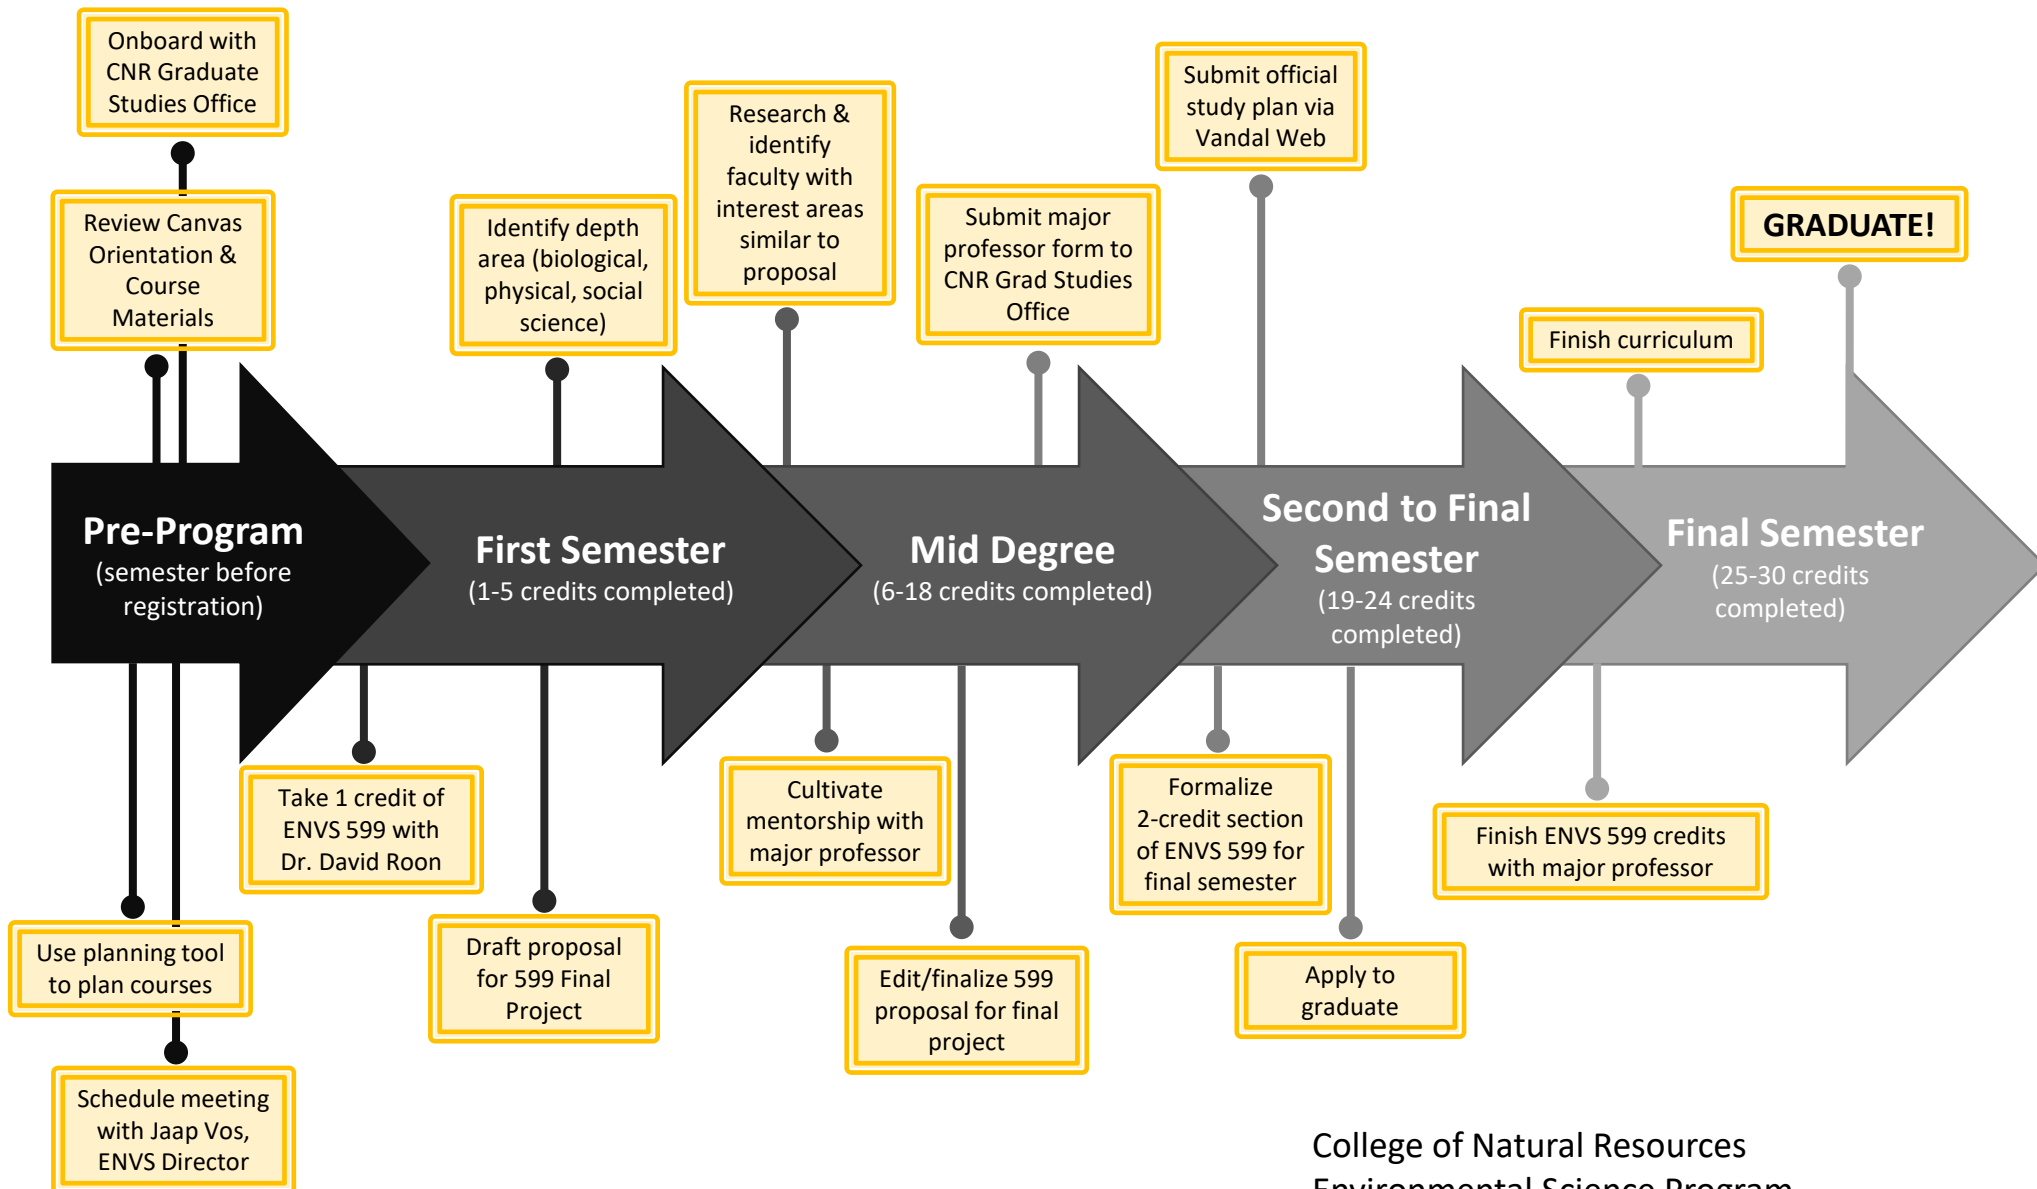 Onboard with
CNR Graduate
Studies Office
Review Canvas
Orientation &
Course
Materials
Identify depth
area (biological,
physical, social
science)
Research &
identify
faculty with
interest areas
similar to
proposal
Submit major
professor form to
CNR Grad Studies
Office
Submit official
study plan via
Vandal Web
Finish curriculum
GRADUATE!
Pre-Program
(semester before
registration)
First Semester
(1-5 credits completed)
Mid Degree
(6-18 credits completed)
Second to Final
Semester
(19-24 credits
completed)
Final Semester
(25-30 credits
completed)
Use planning tool
to plan courses
Schedule meeting
with Jaap Vos,
ENVS Director
Take 1 credit of
ENVS 599 with
Dr. David Roon
Draft proposal
for 599 Final
Project
Cultivate
mentorship with
major professor
Edit/finalize 599
proposal for final
project
Formalize
2-credit section
of ENVS 599 for
final semester
Apply to
graduate
Finish ENVS 599 credits
with major professor
College of Natural Resources
Environmental Science Program